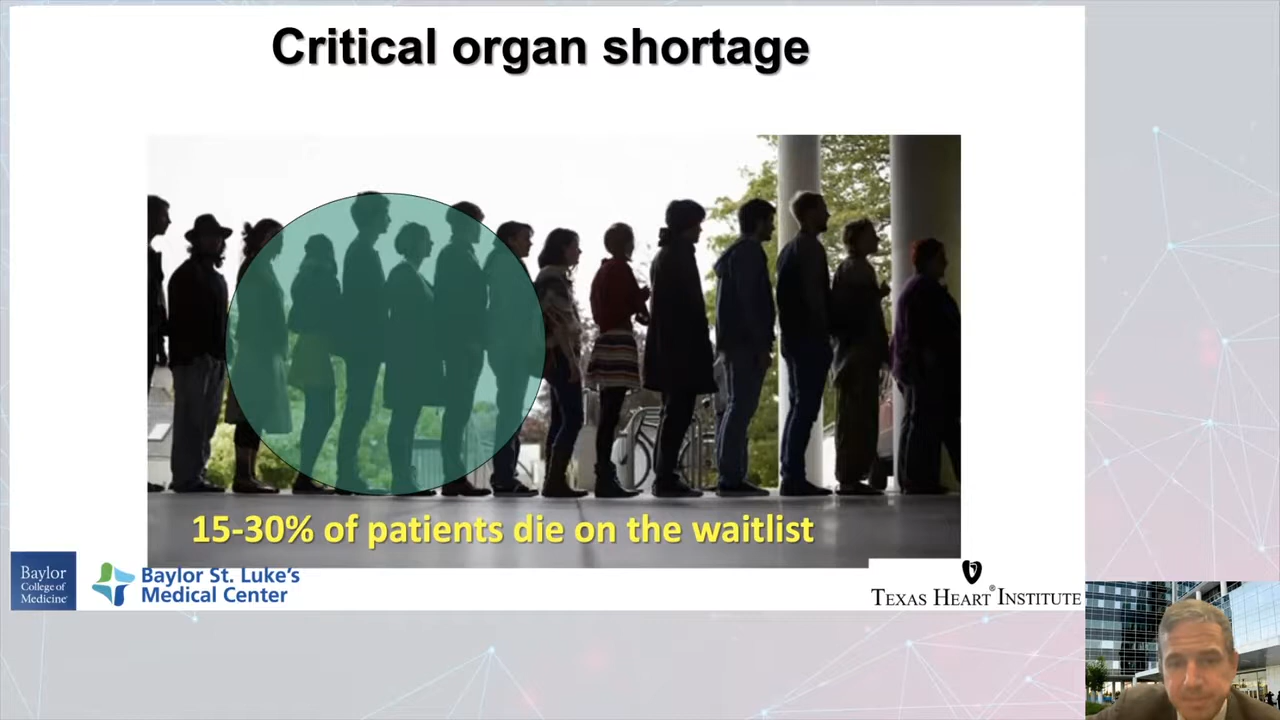 Critical organ shortage
15-30% of patients die on the waitlist
Baylor
College of
Medicine®
Baylor St. Luke's
Medical Center
TEXAS HEART® INSTITUTE